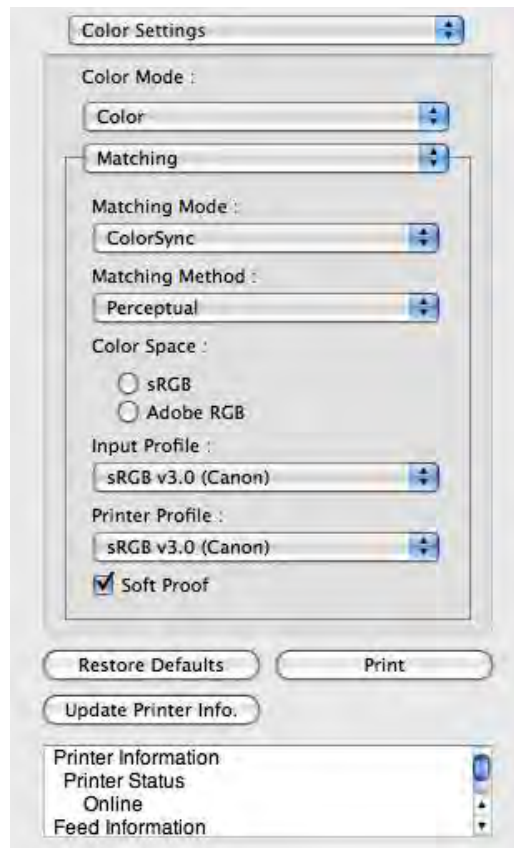 Color Settings
Color Mode :
Color
Matching
Matching Mode :
ColorSync
Matching Method :
Perceptual
Color Space :
sRGB
Adobe RGB
Input Profile :
sRGB v3.0 (Canon)
Printer Profile :
sRGB v3.0 (Canon)
Soft Proof
Restore Defaults Print
Update Printer Info.
Printer Information
Printer Status
Online
Feed Information